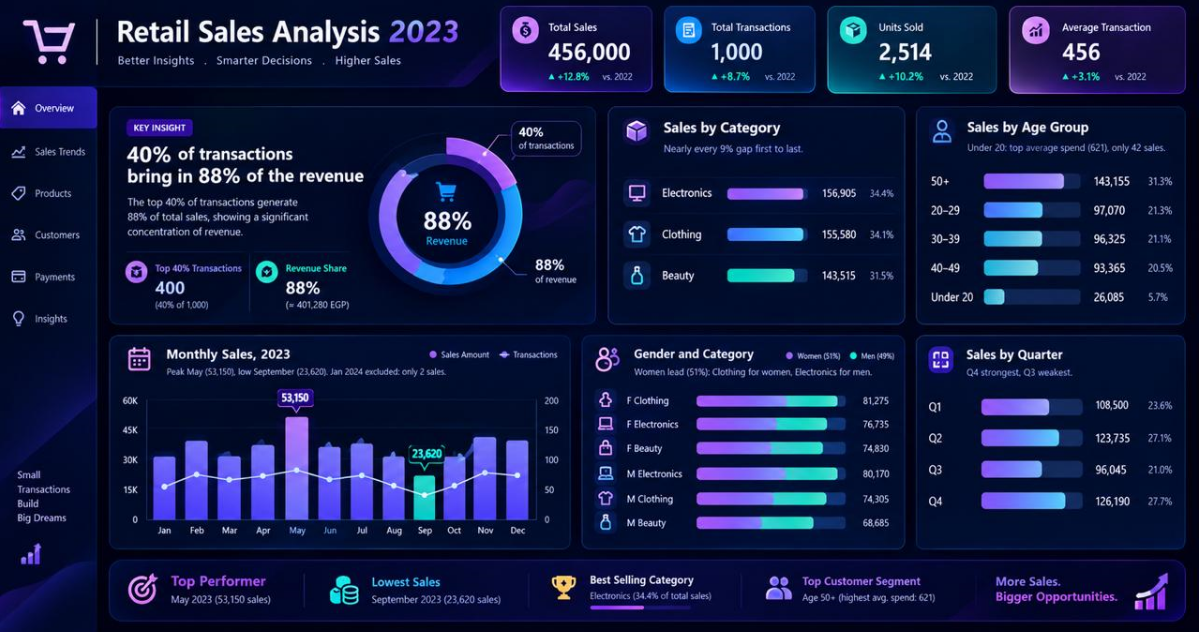 Retail Sales Analysis 2023
Better Insights . Smarter Decisions . Higher Sales
Total Sales
456,000
▲ +12.8% vs. 2022
Total Transactions
1,000
▲ +8.7% vs. 2022
Units Sold
2,514
▲ +10.2% vs. 2022
Average Transaction
456
▲ +3.1% vs. 2022
Overview
Sales Trends
Products
Customers
Payments
Insights
Small
Transactions
Build
Big Dreams
KEY INSIGHT
40% of transactions
bring in 88% of the revenue
The top 40% of transactions generate
88% of total sales, showing a significant
concentration of revenue.
Top 40% Transactions
400
(40% of 1,000)
Revenue Share
88%
(= 401,280 EGP)
40%
of transactions
88%
Revenue
88%
of revenue
Sales by Category
Nearly every 9% gap first to last.
Electronics 156,905 34.4%
Clothing 155,580 34.1%
Beauty 143,515 31.5%
Sales by Age Group
Under 20: top average spend (621), only 42 sales.
50+ 143,155 31.3%
20–29 97,070 21.3%
30–39 96,325 21.1%
40–49 93,365 20.5%
Under 20 26,085 5.7%
Monthly Sales, 2023
Sales Amount Transactions
Peak May (53,150), low September (23,620). Jan 2024 excluded: only 2 sales.
60K
45K
30K
15K
0
53,150
23,620
200
150
100
50
0
Jan Feb Mar Apr May Jun Jul Aug Sep Oct Nov Dec
Gender and Category
Women (51%) Men (49%)
Women lead (51%): Clothing for women, Electronics for men.
F Clothing 81,275
F Electronics 76,735
F Beauty 74,830
M Electronics 80,170
M Clothing 74,305
M Beauty 68,685
Sales by Quarter
Q4 strongest, Q3 weakest.
Q1 108,500 23.6%
Q2 123,735 27.1%
Q3 96,045 21.0%
Q4 126,190 27.7%
Top Performer
May 2023 (53,150 sales)
Lowest Sales
September 2023 (23,620 sales)
Best Selling Category
Electronics (34.4% of total sales)
Top Customer Segment
Age 50+ (highest avg. spend: 621)
More Sales.
Bigger Opportunities.